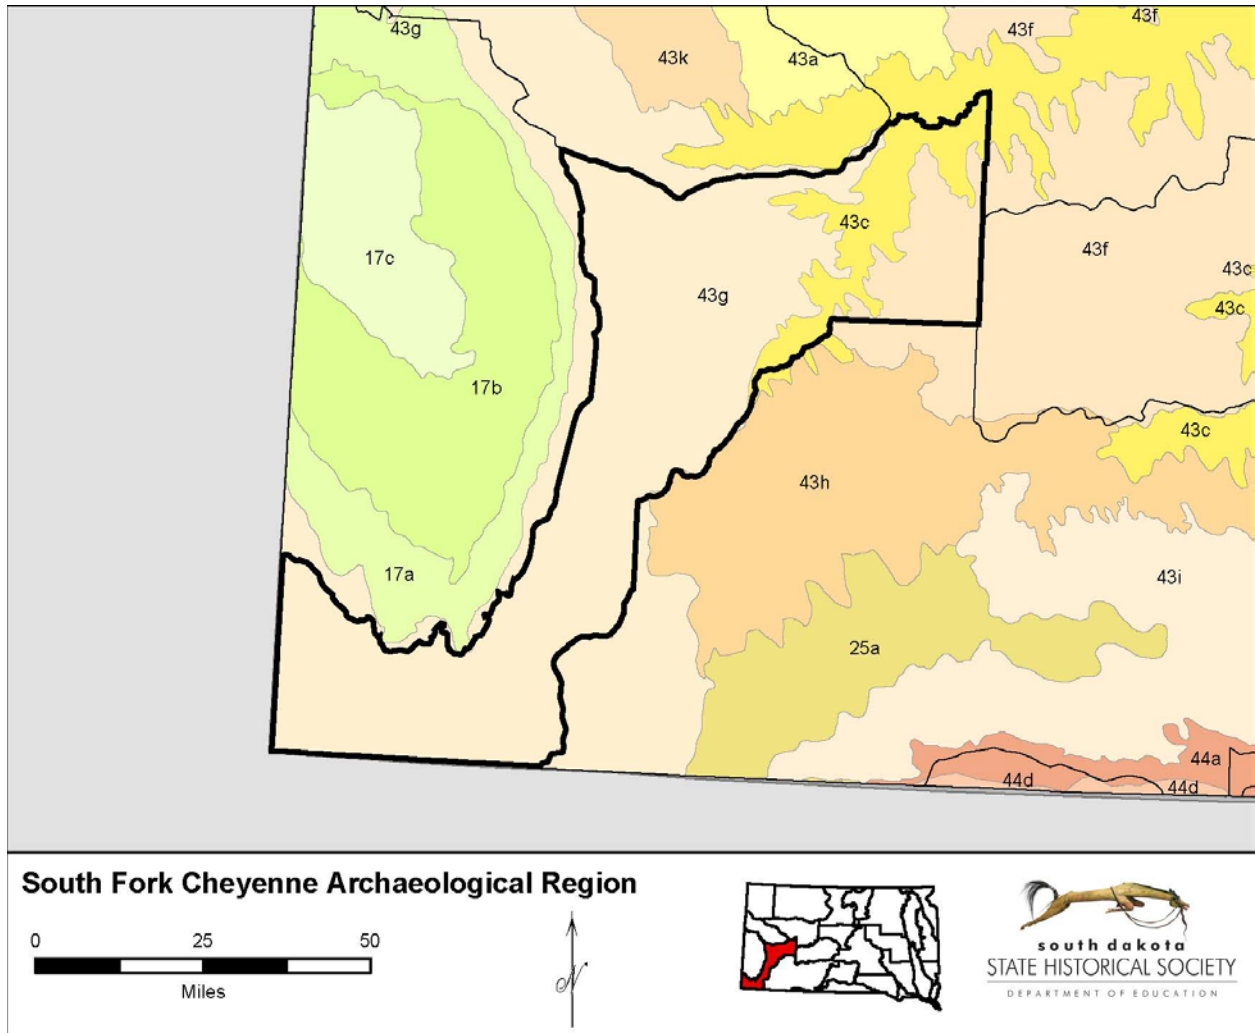 43g
43k
43a
43f
43f
17c
43c
43f
43c
43g
43c
17b
43c
43h
17a
43i
25a
44a
44d
44d
South Fork Cheyenne Archaeological Region
0 25 50
Miles
N
south dakota
STATE HISTORICAL SOCIETY
DEPARTMENT OF EDUCATION